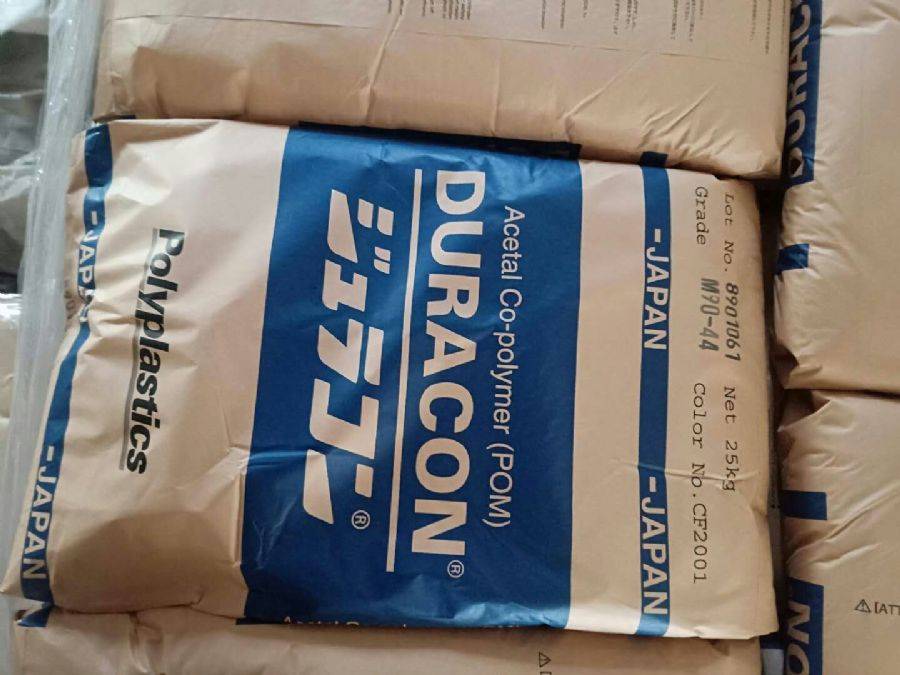 Lot No. 8901061 Net 25kg
Grade M90-44 Color No.CF2001
-JAPAN -JAPAN
Acetal Co-polymer (POM)
DURACON®
ジュラコン®
Polyplastics
-JAPAN -JAPAN